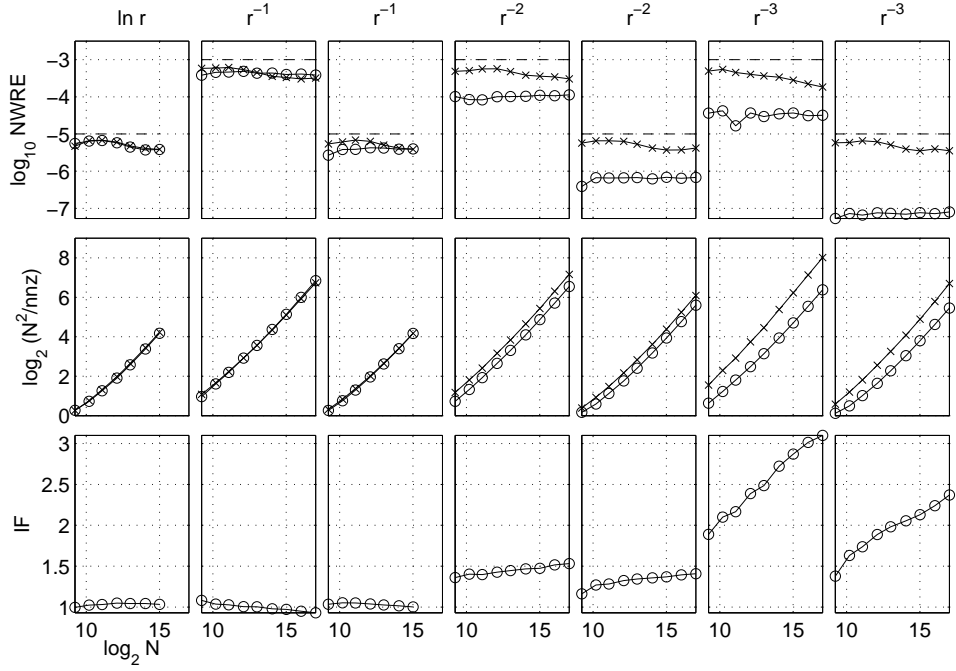 ln r r⁻¹ r⁻¹ r⁻² r⁻² r⁻³ r⁻³
log₁₀ NWRE
−3
−4
−5
−6
−7
log₂ (N²/nnz)
8
6
4
2
0
IF
3
2.5
2
1.5
1
10 15 10 15 10 15 10 15 10 15 10 15 10 15
log₂ N